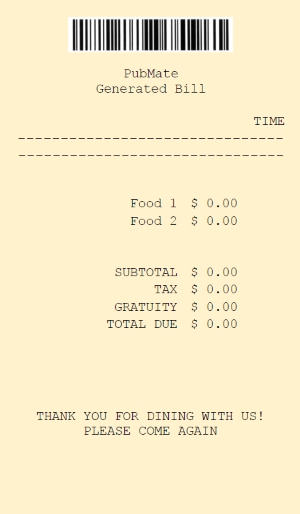 PubMate
Generated Bill
TIME
-------------------------------
-------------------------------
Food 1 $ 0.00
Food 2 $ 0.00
SUBTOTAL $ 0.00
TAX $ 0.00
GRATUITY $ 0.00
TOTAL DUE $ 0.00
THANK YOU FOR DINING WITH US!
PLEASE COME AGAIN